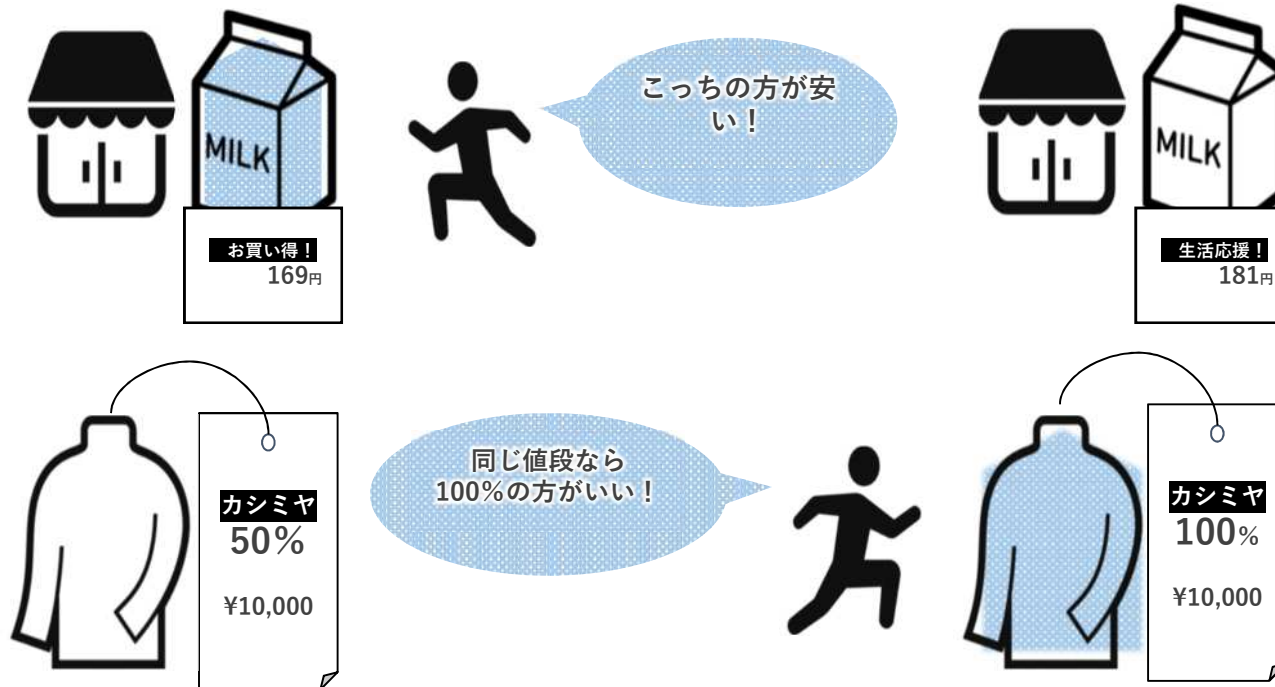 MILK
お買い得！
169円
こっちの方が安
い！
MILK
生活応援！
181円
カシミヤ
50%
¥10,000
同じ値段なら
100%の方がいい！
カシミヤ
100%
¥10,000